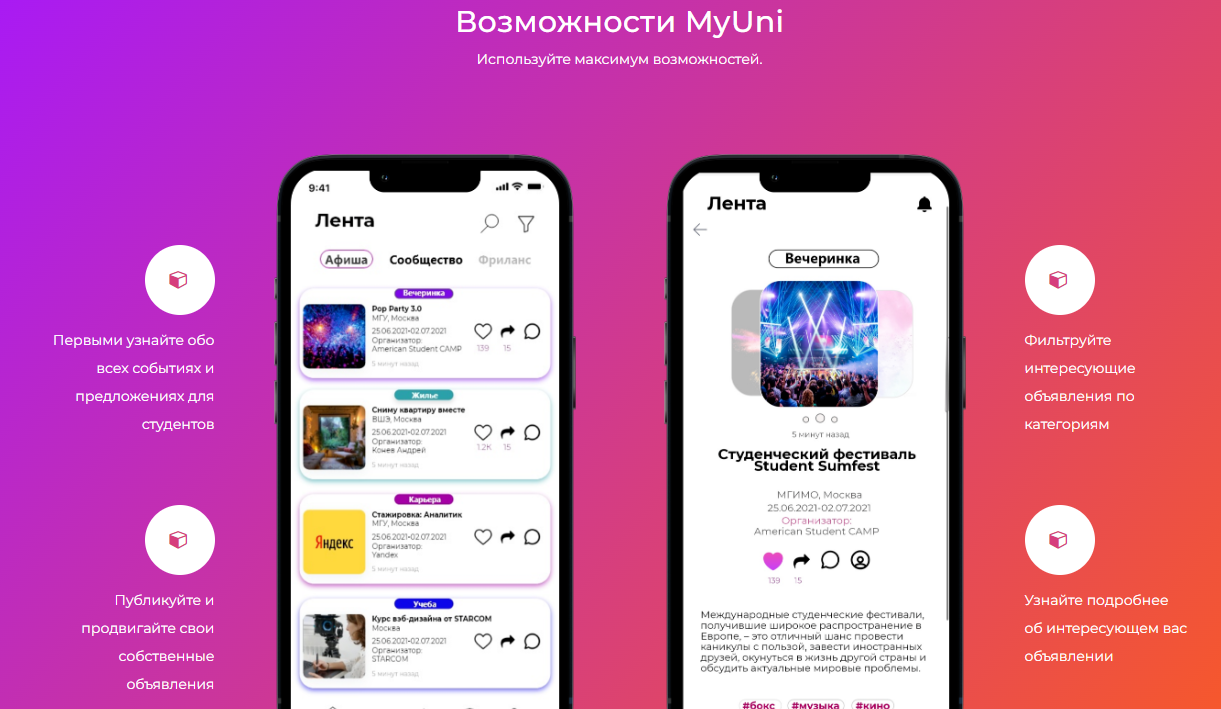 Возможности MyUni
Используйте максимум возможностей.
Первыми узнайте обо
всех событиях и
предложениях для
студентов
Публикуйте и
продвигайте свои
собственные
объявления
9:41
Лента
Афиша Сообщество Фриланс
Вечеринка
Pop Party 3.0
МГУ, Москва
25.06.2021-02.07.2021
Организатор:
American Student CAMP
5 минут назад
139 15
Жилье
Сниму квартиру вместе
ВШЭ, Москва
25.06.2021-02.07.2021
Организатор:
Конев Андрей
5 минут назад
1.2K 15
Карьера
Яндекс
Стажировка: Аналитик
МГУ, Москва
25.06.2021-02.07.2021
Организатор:
Yandex
5 минут назад
Учеба
Курс вэб-дизайна от STARCOM
Москва
25.06.2021-02.07.2021
Организатор:
STARCOM
5 минут назад
Лента
Вечеринка
5 минут назад
Студенческий фестиваль
Student Sumfest
МГИМО, Москва
25.06.2021-02.07.2021
Организатор:
American Student CAMP
139 15
Международные студенческие фестивали,
получившие широкое распространение в
Европе, – это отличный шанс провести
каникулы с пользой, завести иностранных
друзей, окунуться в жизнь другой страны и
обсудить актуальные мировые проблемы.
#бокс #музыка #кино
Фильтруйте
интересующие
объявления по
категориям
Узнайте подробнее
об интересующем вас
объявлении